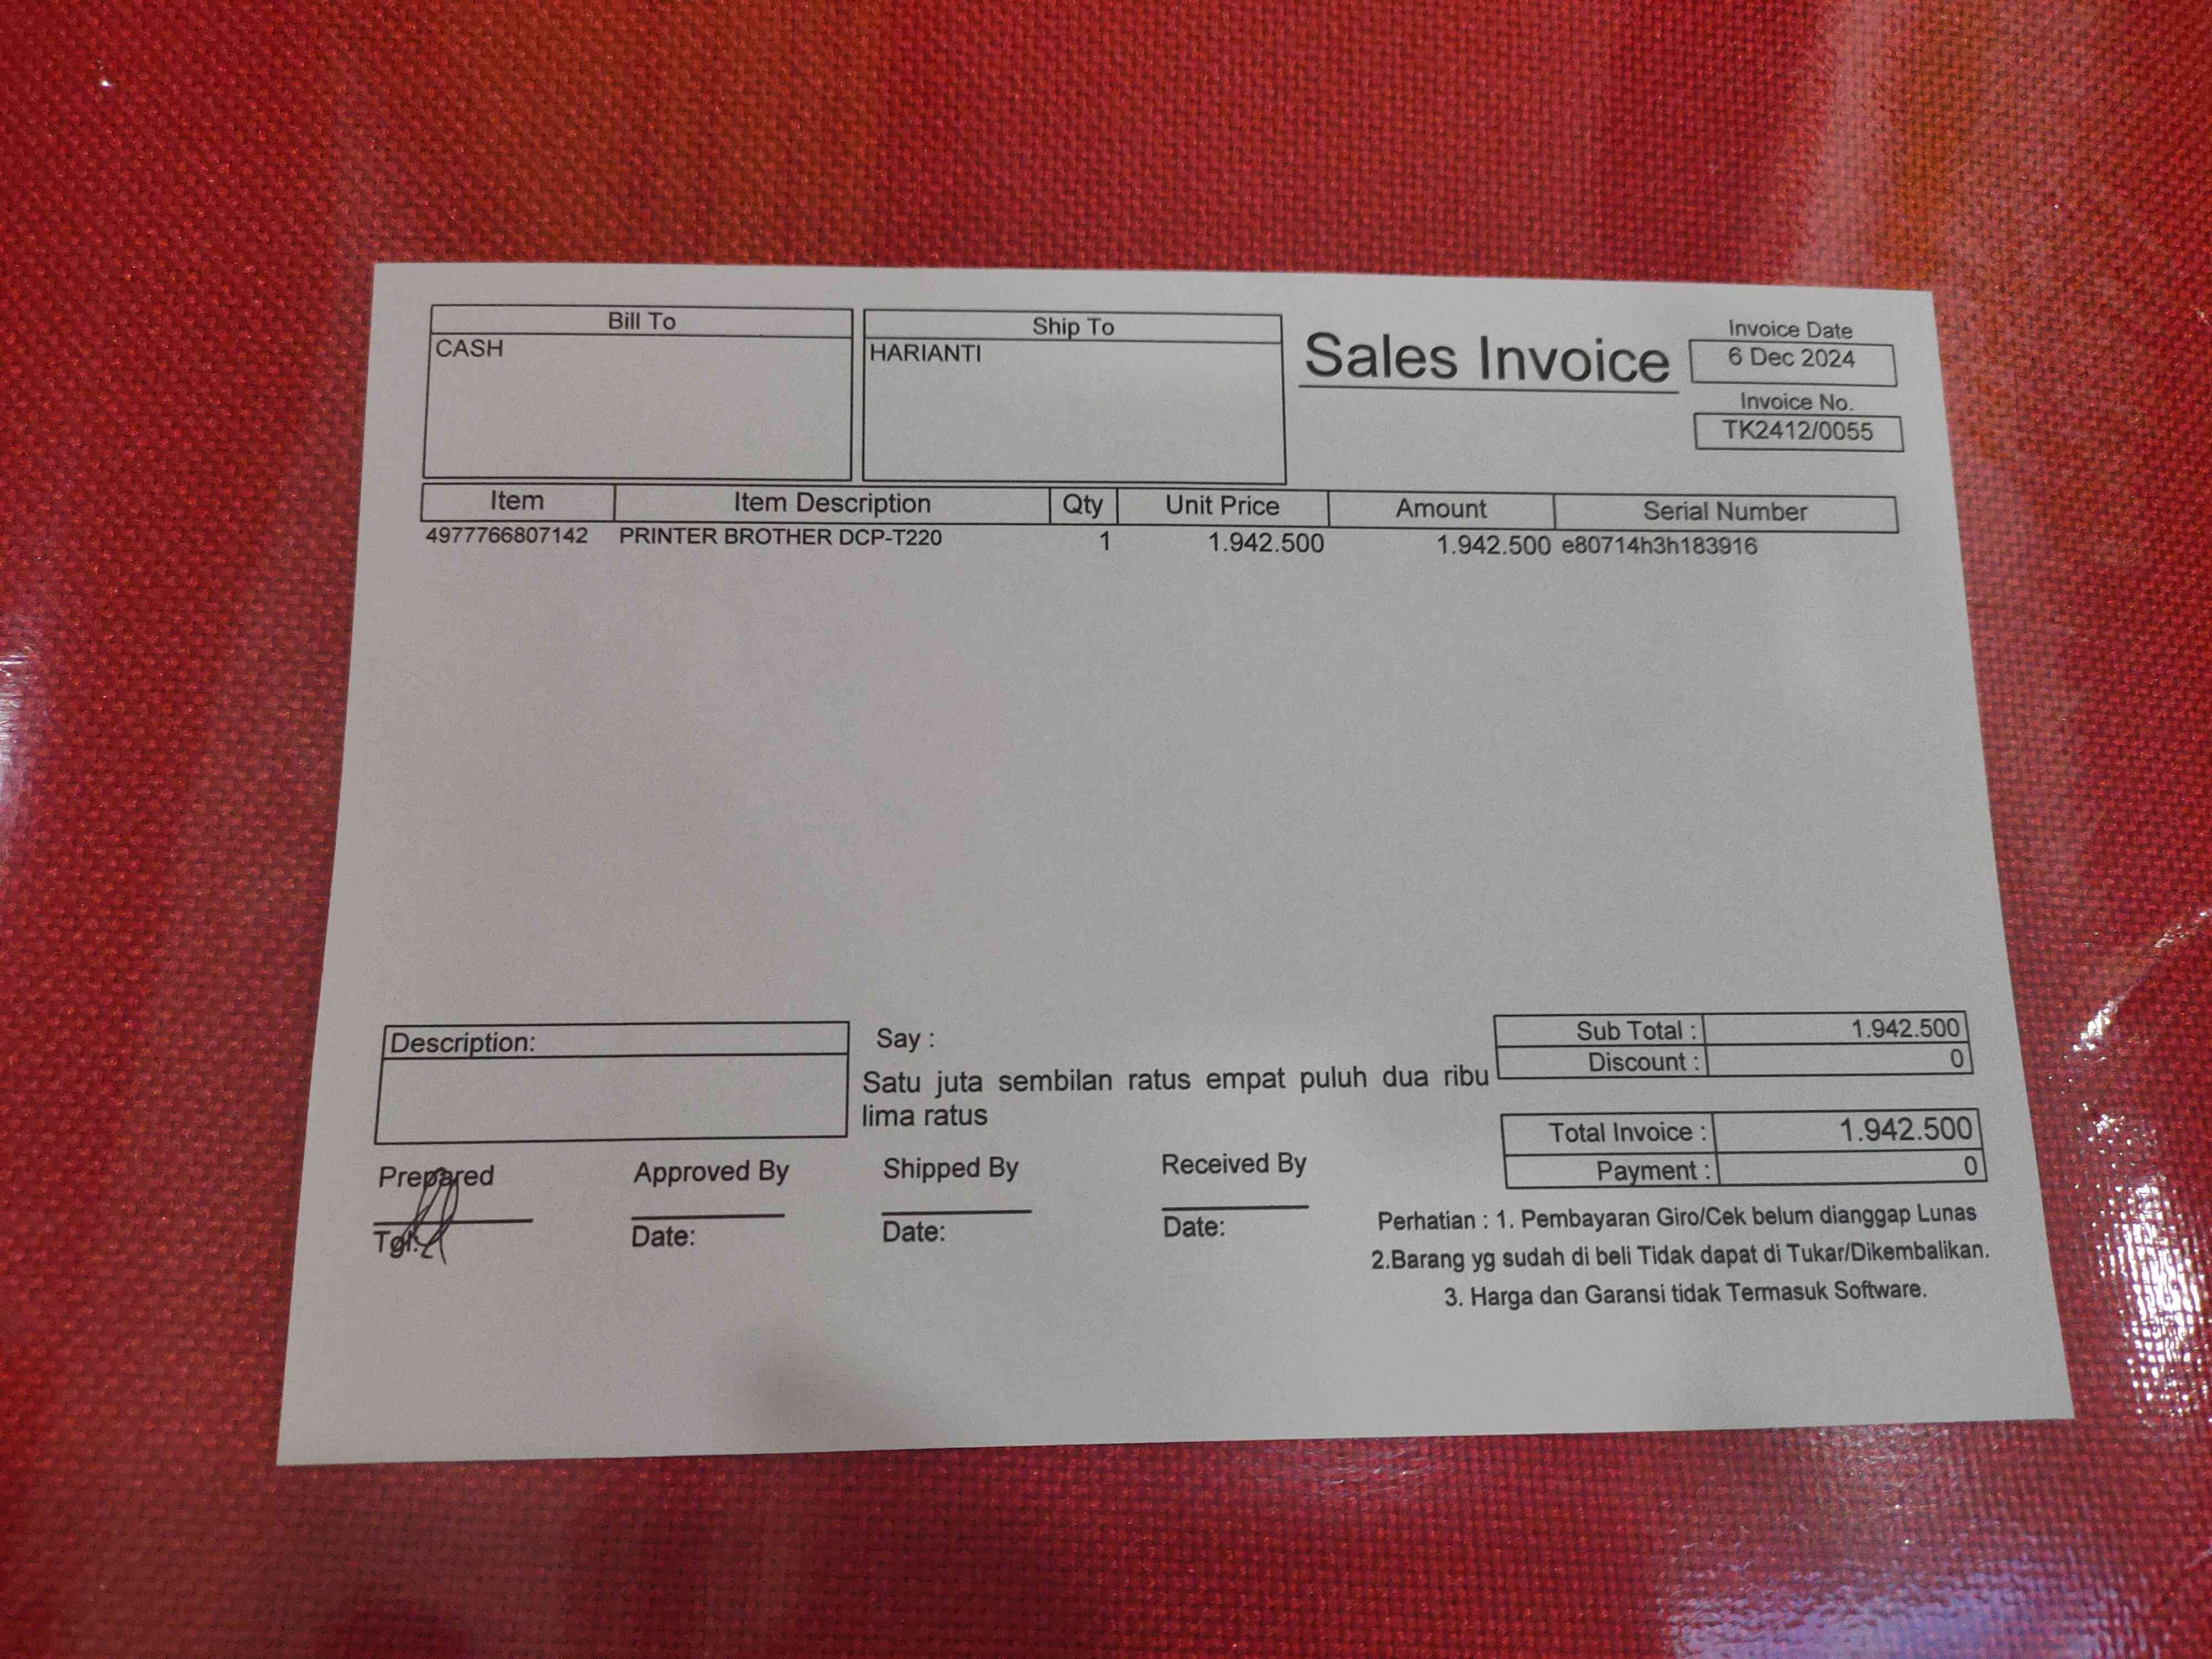 Bill To
CASH
Ship To
HARIANTI
Sales Invoice
Invoice Date
6 Dec 2024
Invoice No.
TK2412/0055
Item Item Description Qty Unit Price Amount Serial Number
4977766807142 PRINTER BROTHER DCP-T220 1 1.942.500 1.942.500 e80714h3h183916
Description:
Say :
Satu juta sembilan ratus empat puluh dua ribu
lima ratus
Sub Total : 1.942.500
Discount : 0
Total Invoice : 1.942.500
Payment : 0
Prepared Approved By Shipped By Received By
Tgl: Date: Date: Date:
Perhatian : 1. Pembayaran Giro/Cek belum dianggap Lunas
2.Barang yg sudah di beli Tidak dapat di Tukar/Dikembalikan.
3. Harga dan Garansi tidak Termasuk Software.